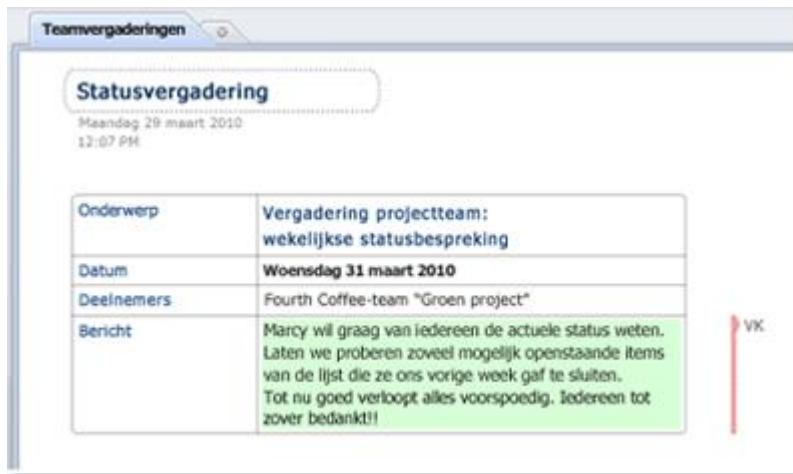 Teamvergaderingen
Statusvergadering
Maandag 29 maart 2010
12:07 PM
Onderwerp
Vergadering projectteam:
wekelijkse statusbespreking
Datum
Woensdag 31 maart 2010
Deelnemers
Fourth Coffee-team "Groen project"
Bericht
Marcy wil graag van iedereen de actuele status weten.
Laten we proberen zoveel mogelijk openstaande items
van de lijst die ze ons vorige week gaf te sluiten.
Tot nu goed verloopt alles voorspoedig. Iedereen tot
zover bedankt!!
VK